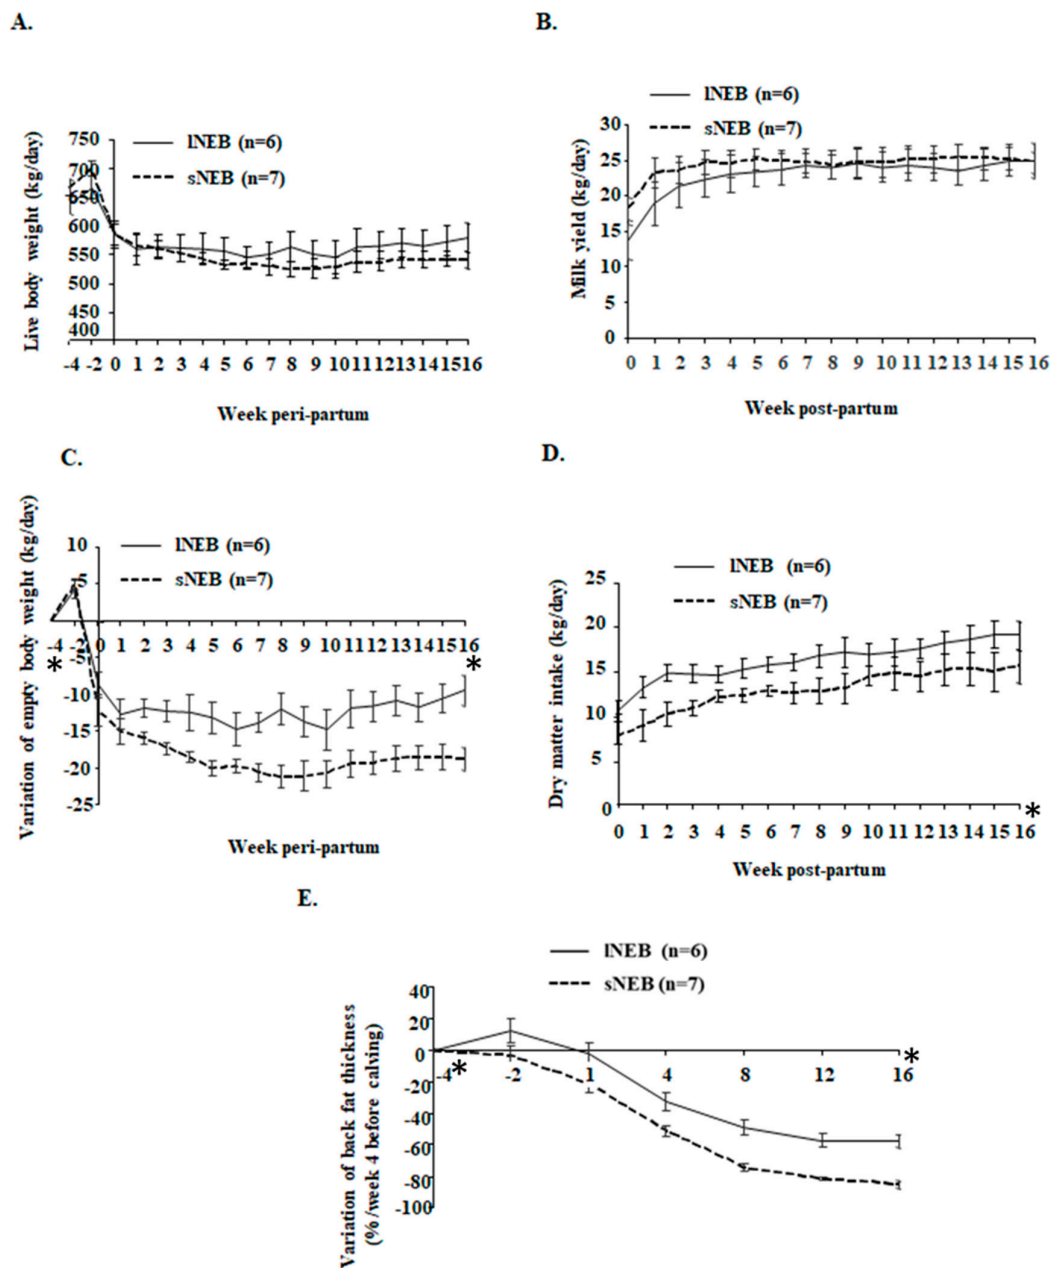 A.
B.
lNEB (n=6)
sNEB (n=7)
Live body weight (kg/day)
750
700
650
600
550
500
450
400
-4 -2 0 1 2 3 4 5 6 7 8 9 10 11 12 13 14 15 16
Week peri-partum
lNEB (n=6)
sNEB (n=7)
Milk yield (kg/day)
30
25
20
15
10
5
0
0 1 2 3 4 5 6 7 8 9 10 11 12 13 14 15 16
Week post-partum
C.
D.
lNEB (n=6)
sNEB (n=7)
Variation of empty body weight (kg/day)
10
5
-4 -2 0 1 2 3 4 5 6 7 8 9 10 11 12 13 14 15 16
* *
-5
-10
-15
-20
-25
Week peri-partum
lNEB (n=6)
sNEB (n=7)
Dry matter intake (kg/day)
25
20
15
10
5
0
0 1 2 3 4 5 6 7 8 9 10 11 12 13 14 15 16 *
Week post-partum
E.
lNEB (n=6)
sNEB (n=7)
Variation of back fat thickness
(%/week 4 before calving)
40
20
0
-4 * -2 1 4 8 12 16 *
-20
-40
-60
-80
-100